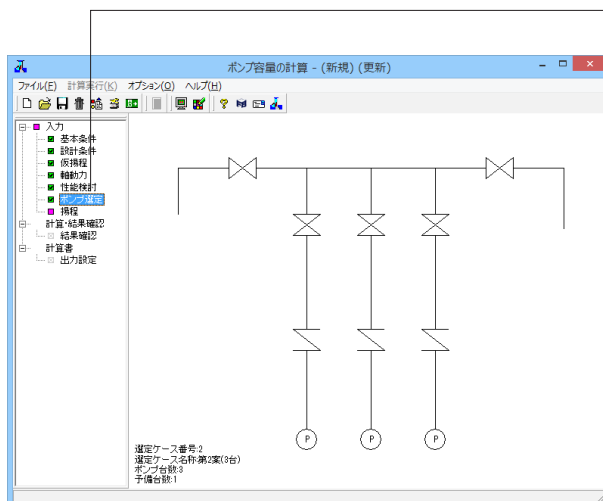 ポンプ容量の計算 - (新規) (更新)
ファイル(F) 計算実行(K) オプション(O) ヘルプ(H)
入力
基本条件
設計条件
仮揚程
軸動力
性能検討
ポンプ選定
揚程
計算・結果確認
結果確認
計算書
出力設定
P P P
選定ケース番号:2
選定ケース名称:第2案(3台)
ポンプ台数:3
予備台数:1